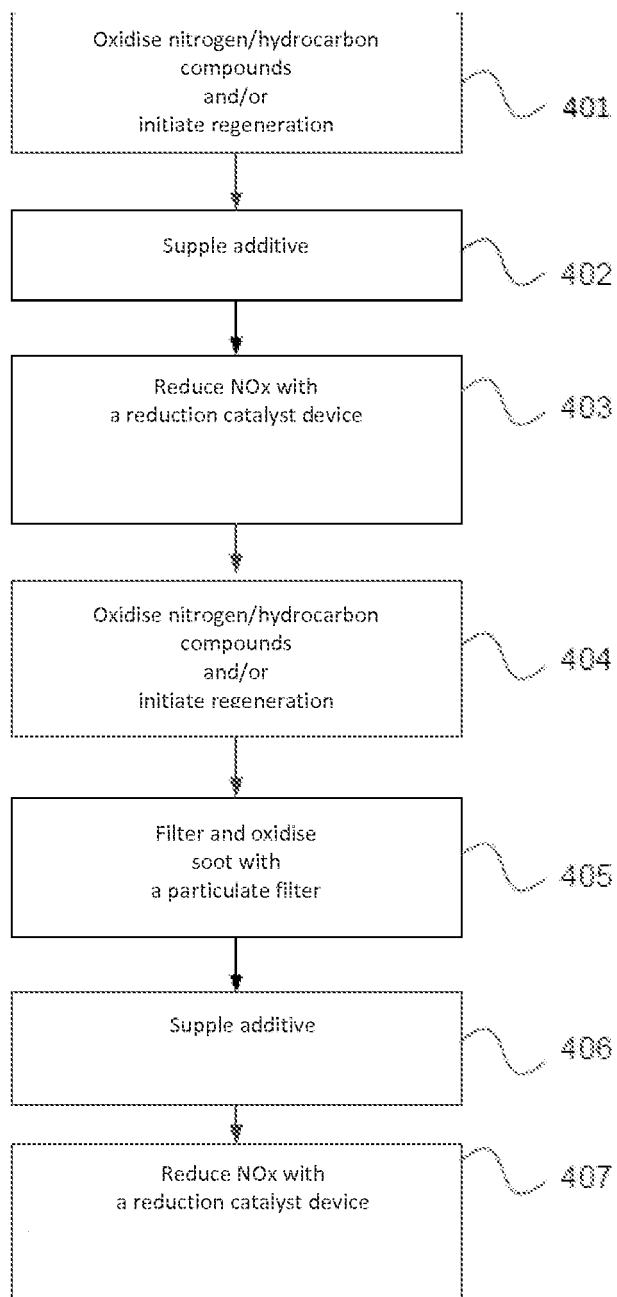 Oxidise nitrogen/hydrocarbon
compounds
and/or
initiate regeneration
401
Supple additive
402
Reduce NOx with
a reduction catalyst device
403
Oxidise nitrogen/hydrocarbon
compounds
and/or
initiate regeneration
404
Filter and oxidise
soot with
a particulate filter
405
Supple additive
406
Reduce NOx with
a reduction catalyst device
407